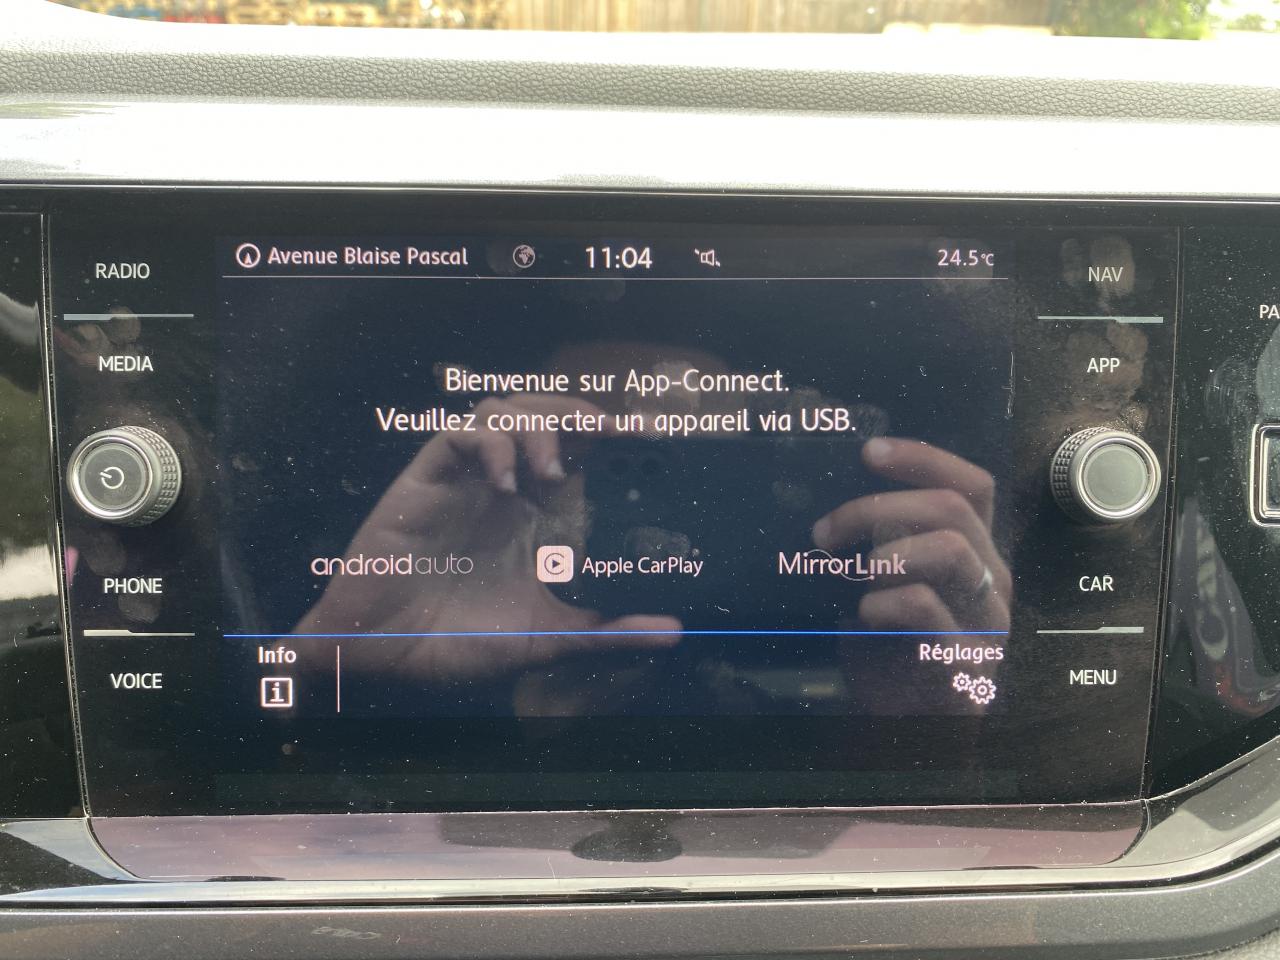 Avenue Blaise Pascal 11:04 24.5°C
RADIO
NAV
MEDIA
APP
Bienvenue sur App-Connect.
Veuillez connecter un appareil via USB.
androidauto Apple CarPlay MirrorLink
PHONE
CAR
Info
Réglages
VOICE
MENU
PA